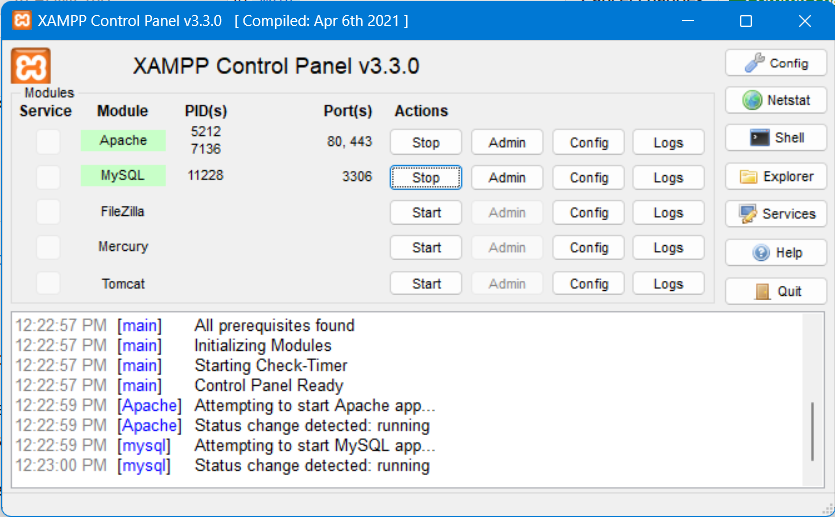 XAMPP Control Panel v3.3.0 [ Compiled: Apr 6th 2021 ]
XAMPP Control Panel v3.3.0
Config
Modules
Service Module PID(s) Port(s) Actions
Netstat
Apache 5212 7136 80, 443 Stop Admin Config Logs
Shell
MySQL 11228 3306 Stop Admin Config Logs
Explorer
FileZilla Start Admin Config Logs
Services
Mercury Start Admin Config Logs
Help
Tomcat Start Admin Config Logs
Quit
12:22:57 PM [main] All prerequisites found
12:22:57 PM [main] Initializing Modules
12:22:57 PM [main] Starting Check-Timer
12:22:57 PM [main] Control Panel Ready
12:22:59 PM [Apache] Attempting to start Apache app...
12:22:59 PM [Apache] Status change detected: running
12:22:59 PM [mysql] Attempting to start MySQL app...
12:23:00 PM [mysql] Status change detected: running